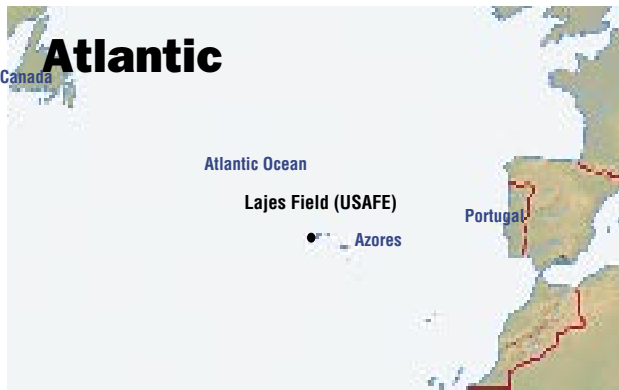 Atlantic
Canada
Atlantic Ocean
Lajes Field (USAFE)
Portugal
Azores